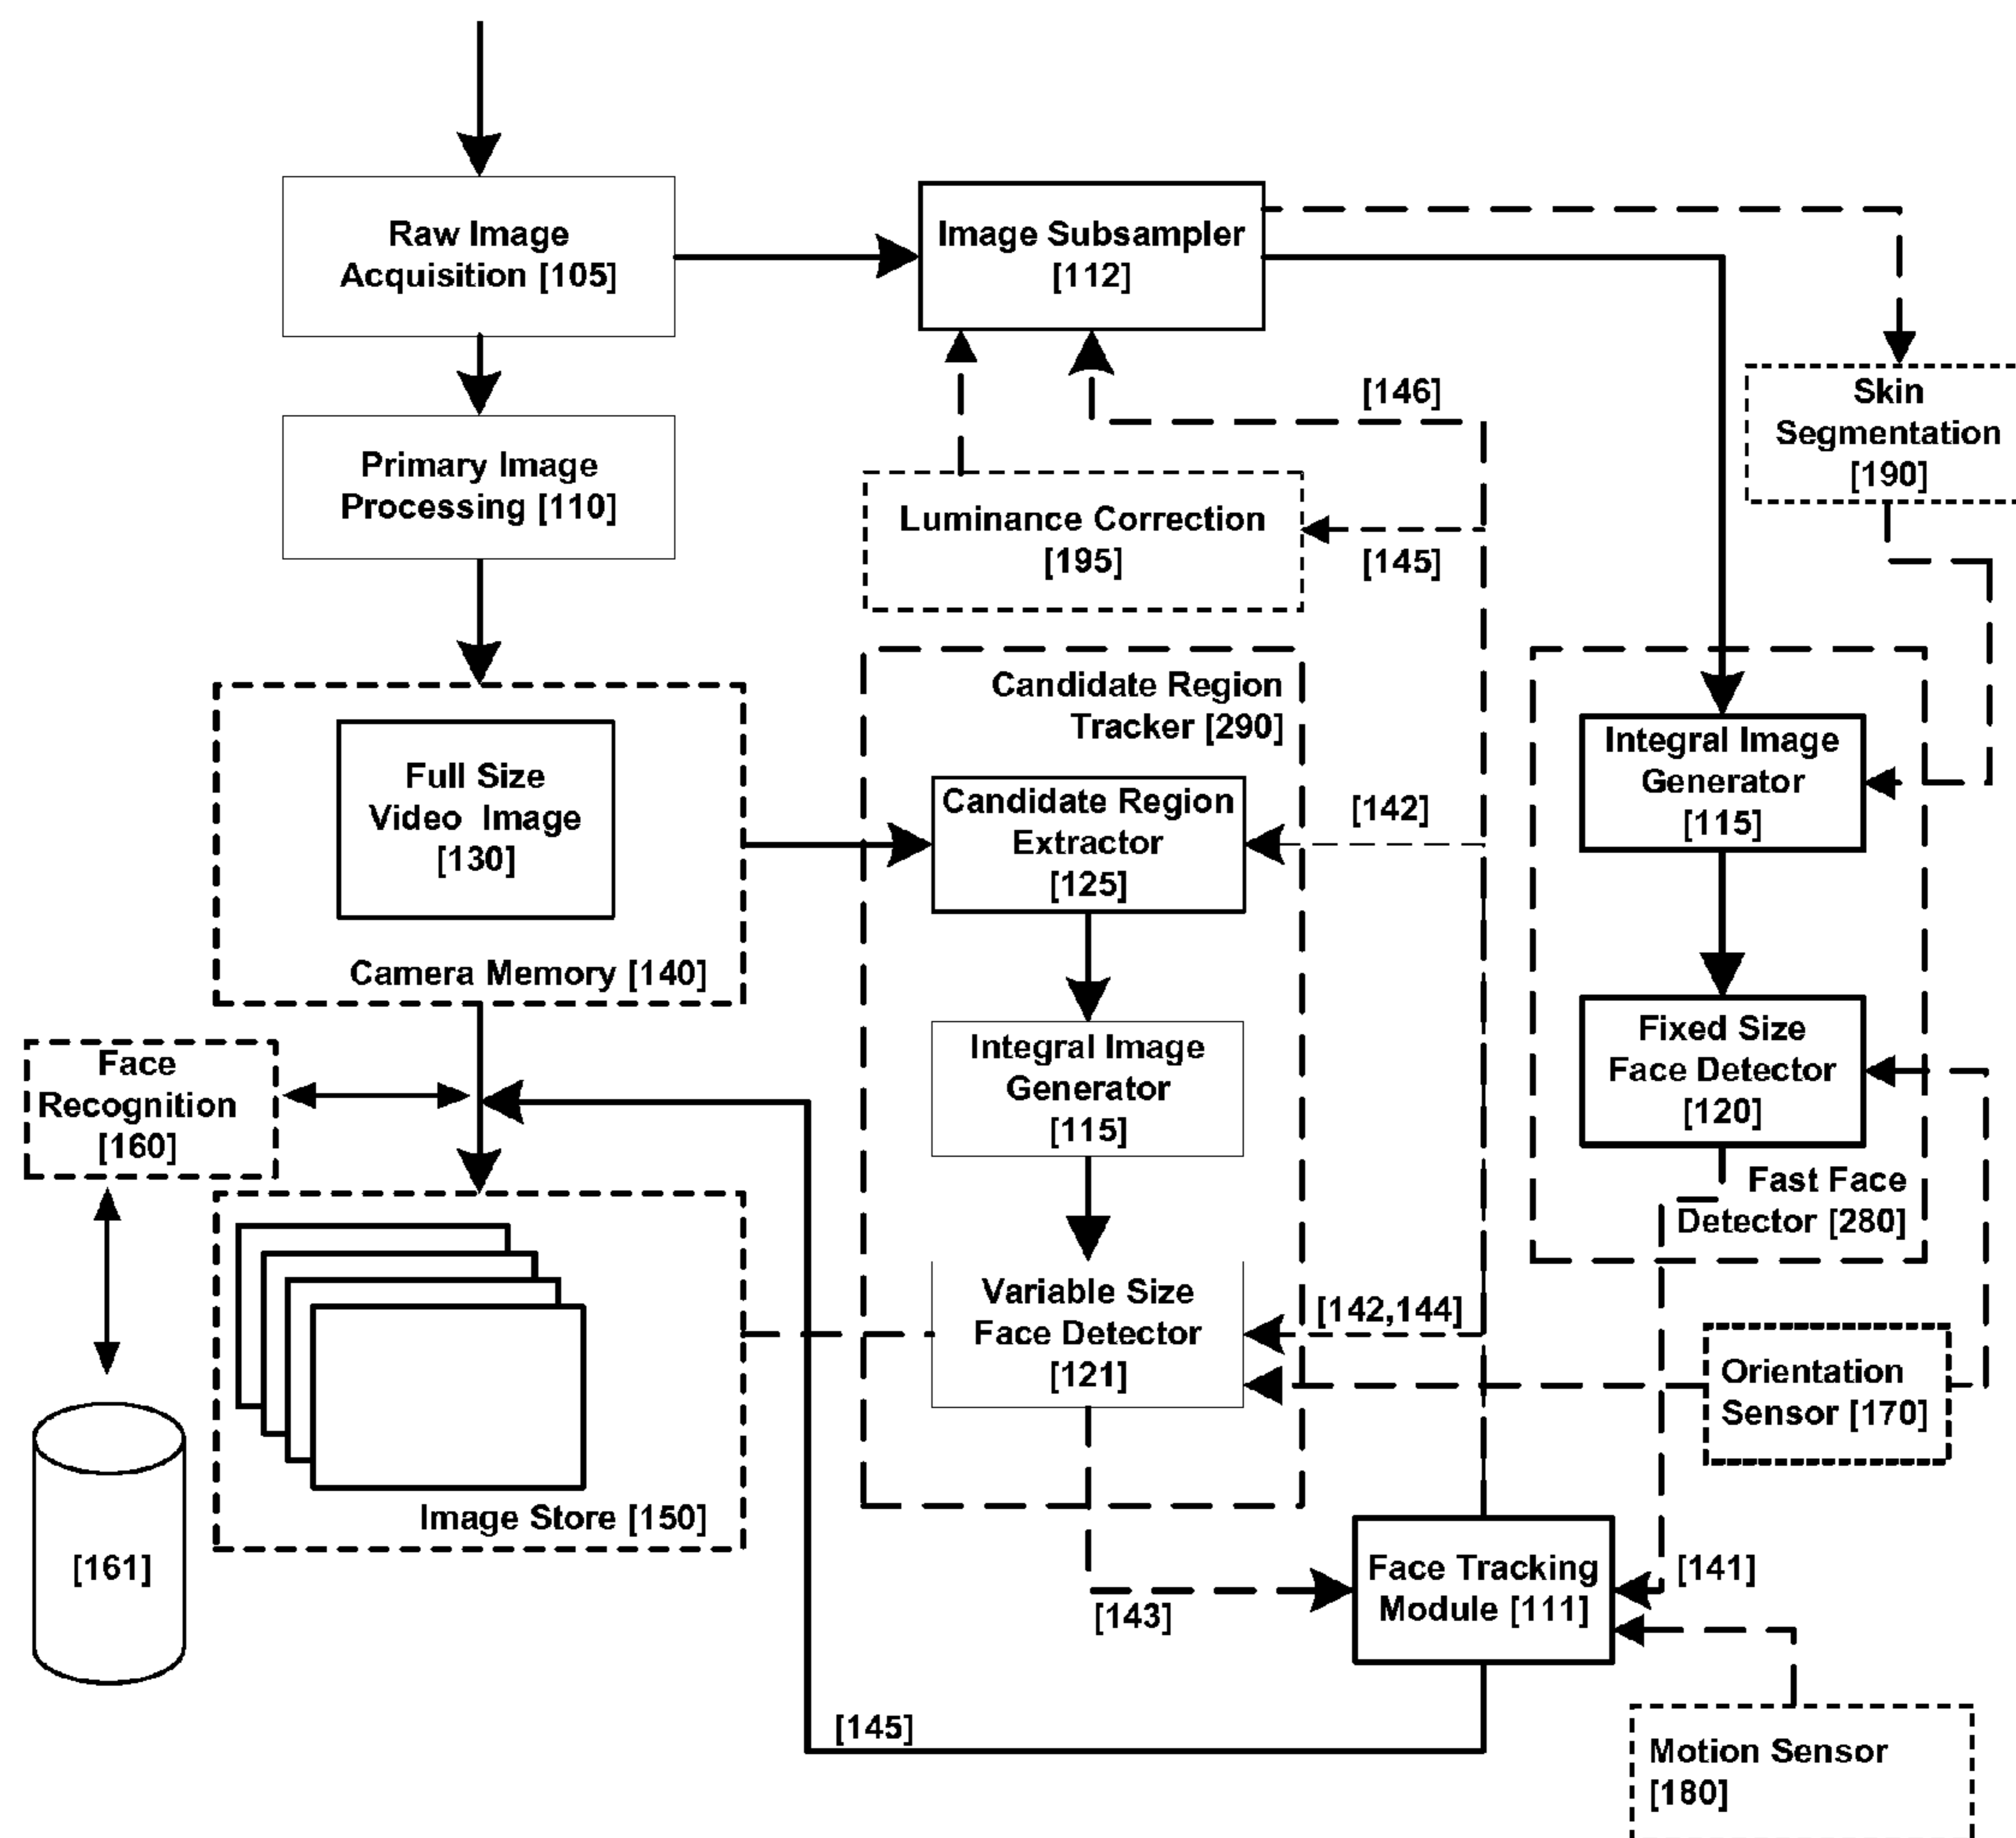 Raw Image
Acquisition [105]
Image Subsampler
[112]
Skin
Segmentation
[190]
[146]
Primary Image
Processing [110]
Luminance Correction
[195]
[145]
Candidate Region
Tracker [290]
Full Size
Video Image
[130]
Camera Memory [140]
Candidate Region
Extractor
[125]
[142]
Integral Image
Generator
[115]
Face
Recognition
[160]
Integral Image
Generator
[115]
Fixed Size
Face Detector
[120]
Fast Face
Detector [280]
Variable Size
Face Detector
[121]
[142,144]
Orientation
Sensor [170]
Image Store [150]
[161]
[143]
Face Tracking
Module [111]
[141]
[145]
Motion Sensor
[180]